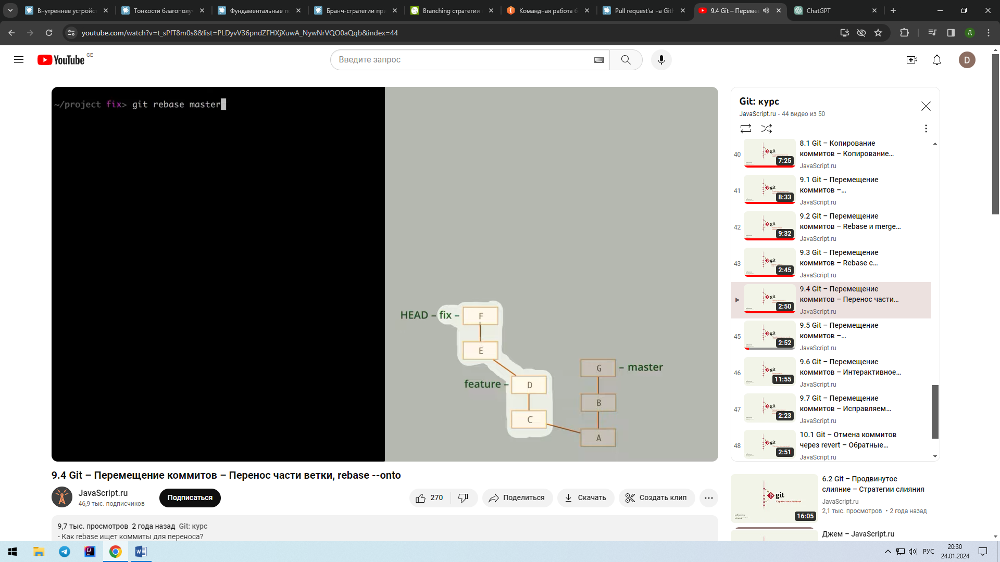 Внутреннее устройст
Тонкости благополу
Фундаментальные п
Бранч-стратегии при
Branching стратегии
Командная работа б
Pull request'ы на GitH
9.4 Git – Переме
ChatGPT
youtube.com/watch?v=t_sPfT8m0s8&list=PLDyvV36pndZFHXjXuwA_NywNrVQO0aQqb&index=44
Д
YouTube GE
Введите запрос
D
~/project fix> git rebase master
HEAD – fix – F
E
feature – D
C
G – master
B
A
Git: курс
JavaScript.ru - 44 видео из 50
40
8.1 Git – Копирование
коммитов – Копирование…
7:25
JavaScript.ru
41
9.1 Git – Перемещение
коммитов –…
8:33
JavaScript.ru
42
9.2 Git – Перемещение
коммитов – Rebase и merge…
9:32
JavaScript.ru
43
9.3 Git – Перемещение
коммитов – Rebase с…
2:45
JavaScript.ru
9.4 Git – Перемещение
коммитов – Перенос части…
2:50
JavaScript.ru
45
9.5 Git – Перемещение
коммитов –…
2:52
JavaScript.ru
46
9.6 Git – Перемещение
коммитов – Интерактивное…
11:55
JavaScript.ru
47
9.7 Git – Перемещение
коммитов – Исправляем…
2:23
JavaScript.ru
48
10.1 Git – Отмена коммитов
через revert – Обратные…
2:51
JavaScript.ru
9.4 Git – Перемещение коммитов – Перенос части ветки, rebase --onto
JavaScript.ru
46,9 тыс. подписчиков
Подписаться
270
Поделиться
Скачать
Создать клип
9,7 тыс. просмотров 2 года назад Git: курс
- Как rebase ищет коммиты для переноса?
git
Стратегии слияния
16:05
6.2 Git – Продвинутое
слияние – Стратегии слияния
JavaScript.ru
2,1 тыс. просмотров • 2 года назад
Джем – JavaScript.ru
РУС
20:30
24.01.2024